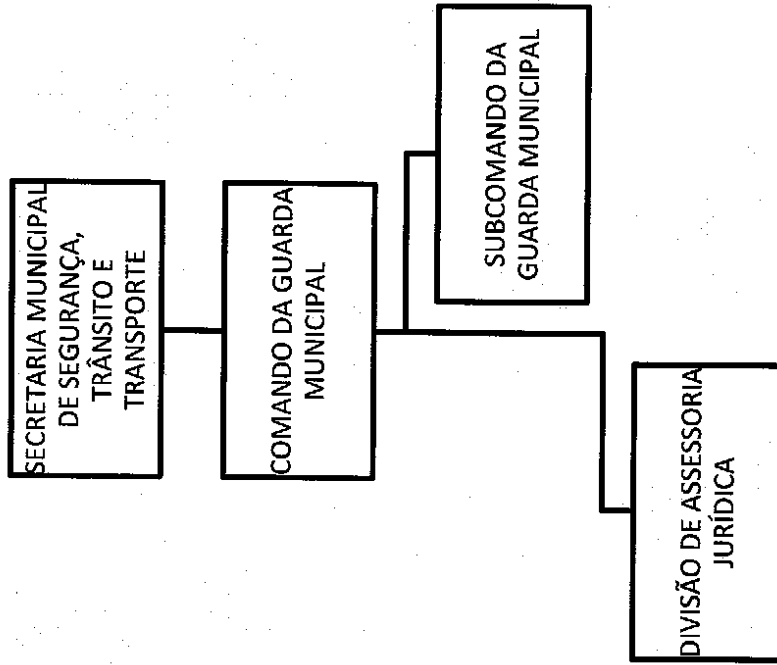 SECRETARIA MUNICIPAL
DE SEGURANÇA,
TRÂNSITO E
TRANSPORTE
COMANDO DA GUARDA
MUNICIPAL
SUBCOMANDO DA
GUARDA MUNICIPAL
DIVISÃO DE ASSESSORIA
JURÍDICA